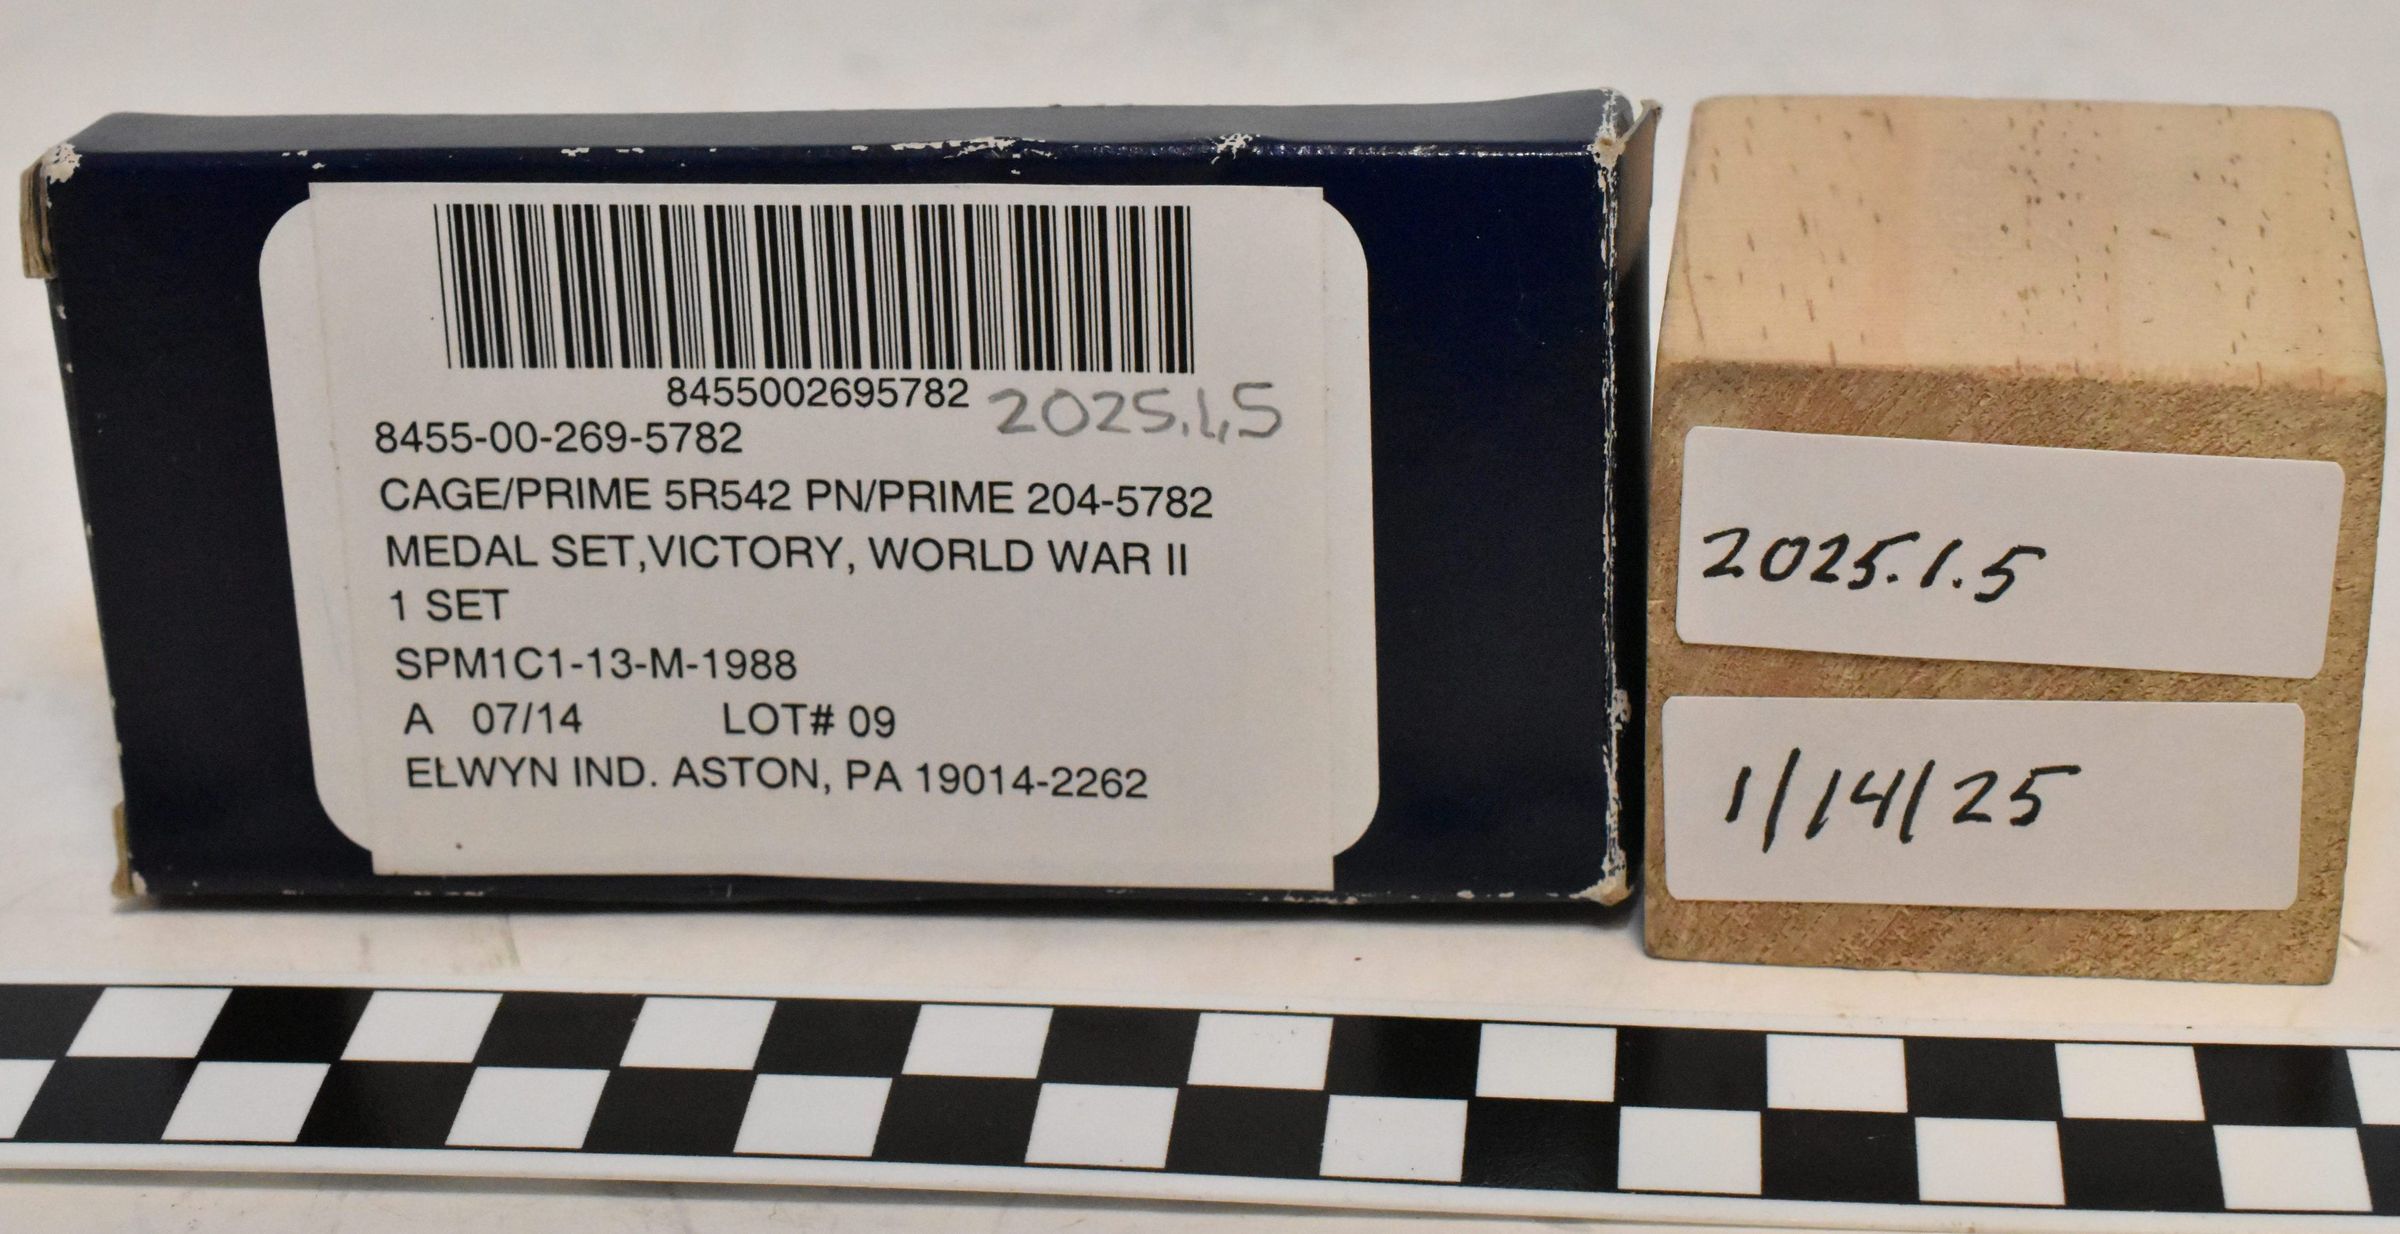 8455002695782 2025.1.5
8455-00-269-5782
CAGE/PRIME 5R542 PN/PRIME 204-5782
MEDAL SET,VICTORY, WORLD WAR II
1 SET
SPM1C1-13-M-1988
A 07/14 LOT# 09
ELWYN IND. ASTON, PA 19014-2262
2025.1.5
1/14/25